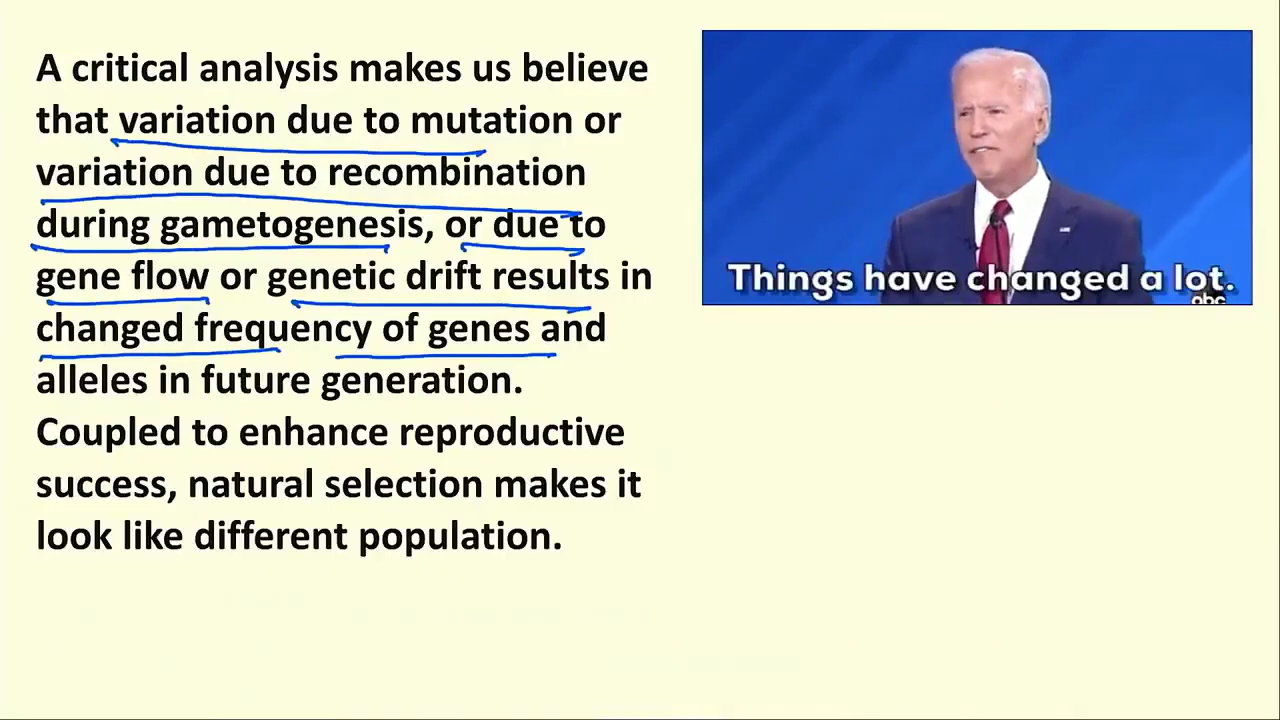 A critical analysis makes us believe
that variation due to mutation or
variation due to recombination
during gametogenesis, or due to
gene flow or genetic drift results in
changed frequency of genes and
alleles in future generation.
Coupled to enhance reproductive
success, natural selection makes it
look like different population.
Things have changed a lot.
abc